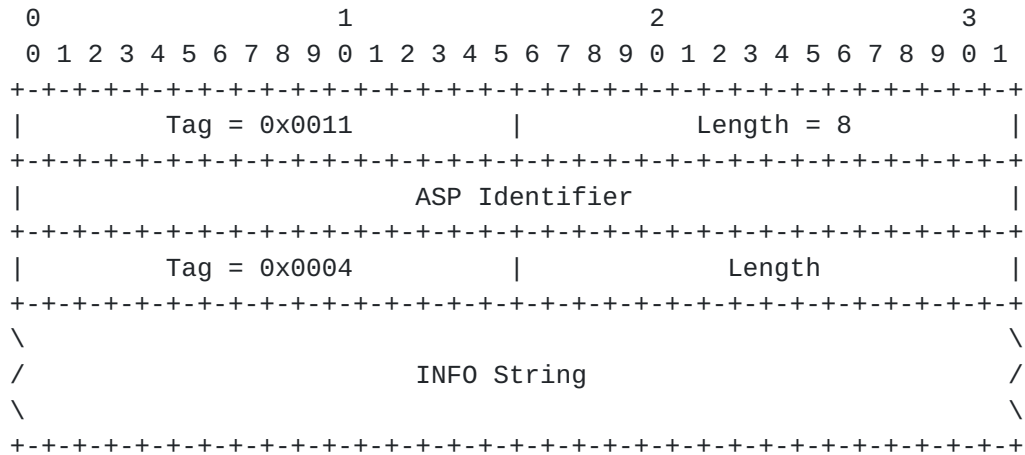 0                   1                   2                   3
 0 1 2 3 4 5 6 7 8 9 0 1 2 3 4 5 6 7 8 9 0 1 2 3 4 5 6 7 8 9 0 1
+-+-+-+-+-+-+-+-+-+-+-+-+-+-+-+-+-+-+-+-+-+-+-+-+-+-+-+-+-+-+-+-+
|         Tag = 0x0011          |           Length = 8          |
+-+-+-+-+-+-+-+-+-+-+-+-+-+-+-+-+-+-+-+-+-+-+-+-+-+-+-+-+-+-+-+-+
|                         ASP Identifier                        |
+-+-+-+-+-+-+-+-+-+-+-+-+-+-+-+-+-+-+-+-+-+-+-+-+-+-+-+-+-+-+-+-+
|         Tag = 0x0004          |             Length            |
+-+-+-+-+-+-+-+-+-+-+-+-+-+-+-+-+-+-+-+-+-+-+-+-+-+-+-+-+-+-+-+-+
\                                                               \
/                         INFO String                           /
\                                                               \
+-+-+-+-+-+-+-+-+-+-+-+-+-+-+-+-+-+-+-+-+-+-+-+-+-+-+-+-+-+-+-+-+